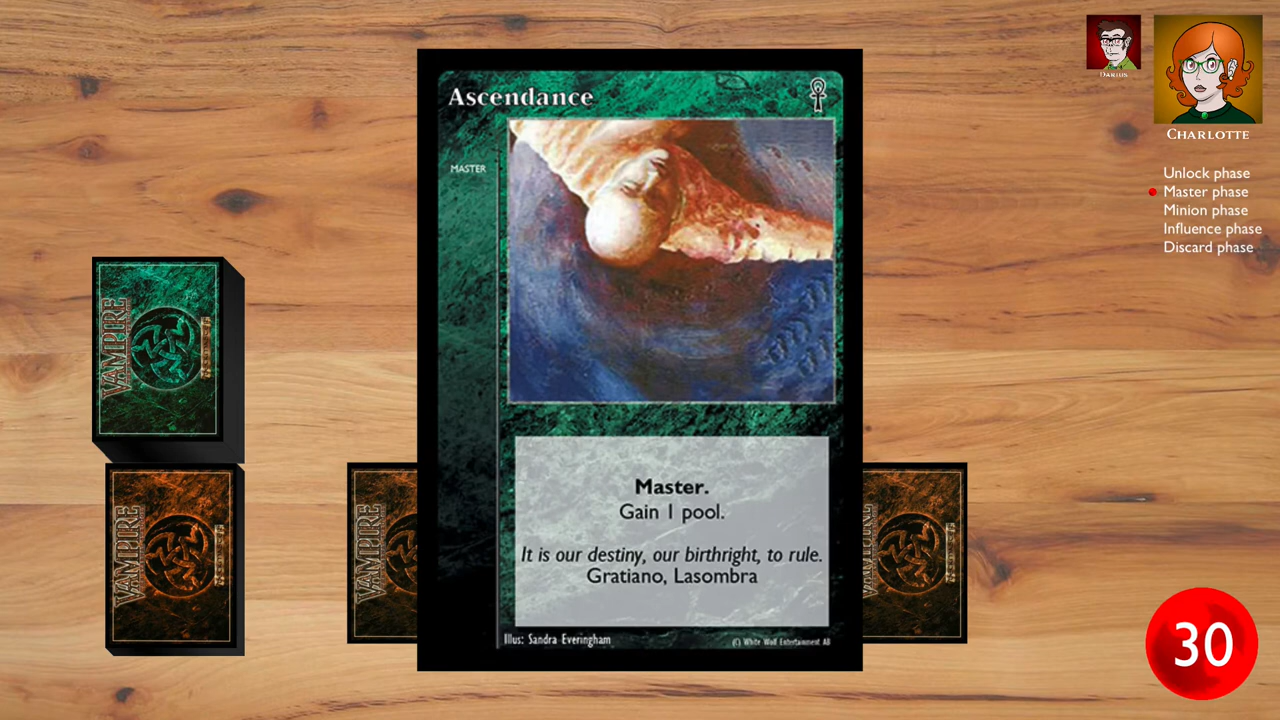 Ascendance
MASTER
Master.
Gain 1 pool.
It is our destiny, our birthright, to rule.
Gratiano, Lasombra
Illus: Sandra Everingham
(C) White Wolf Entertainment AB
DARIUS
CHARLOTTE
Unlock phase
Master phase
Minion phase
Influence phase
Discard phase
VAMPIRE
VAMPIRE
VAMPIRE
VAMPIRE
30